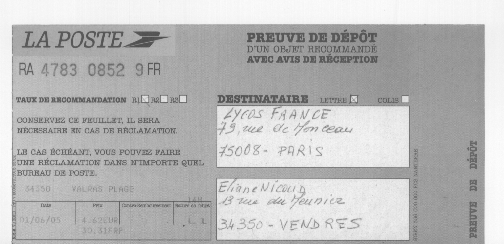 LA POSTE
PREUVE DE DÉPÔT
D'UN OBJET RECOMMANDÉ
AVEC AVIS DE RÉCEPTION
RA 4783 0852 9 FR
TAUX DE RECOMMANDATION R1 R2 R3
DESTINATAIRE LETTRE COLIS
CONSERVEZ CE FEUILLET, IL SERA
NÉCESSAIRE EN CAS DE RÉCLAMATION.
LE CAS ÉCHÉANT, VOUS POUVEZ FAIRE
UNE RÉCLAMATION DANS N'IMPORTE QUEL
BUREAU DE POSTE.
LYCOS FRANCE
79, rue de Monceau
75008 - PARIS
34350 VALRAS PLAGE
Date Prix
02/06/05 4.62EUR
30.31FRF
Eliane Nicoud
13 rue du Meunier
34350 - VENDRES
PREUVE DE DÉPÔT